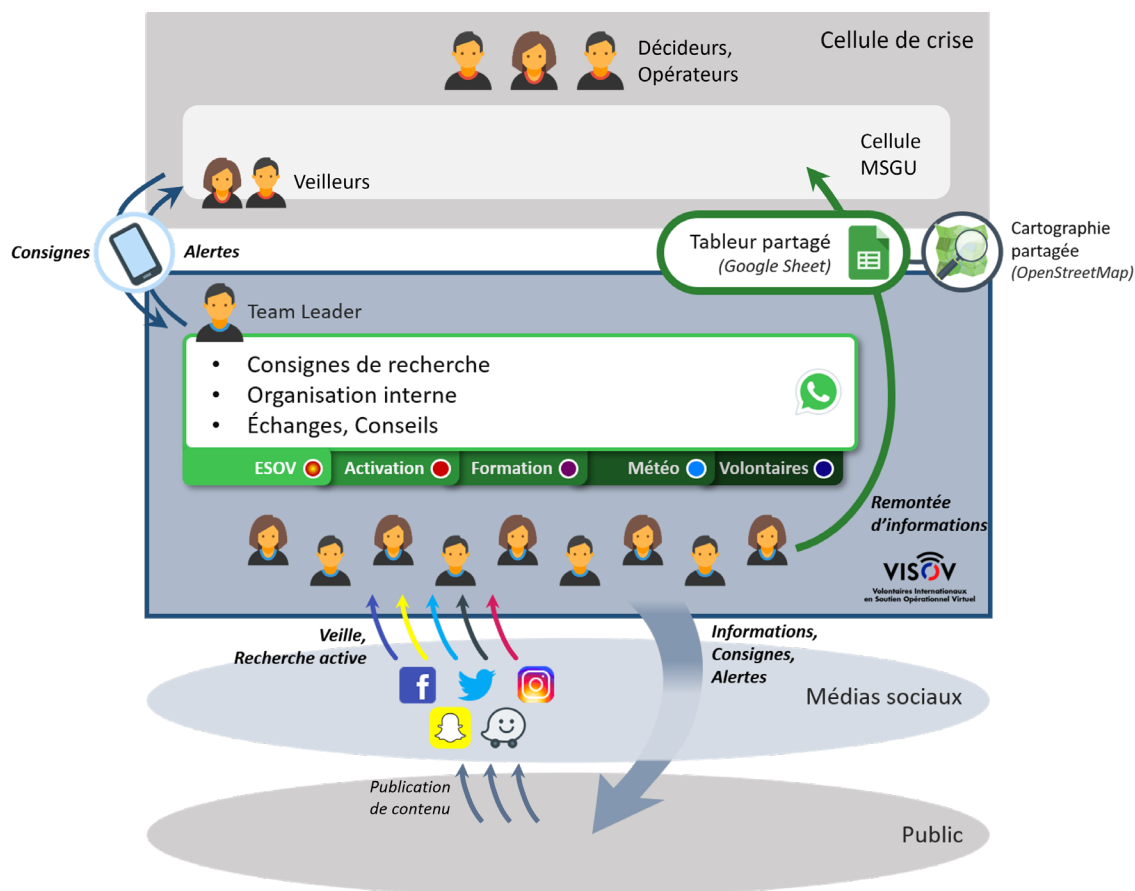 Cellule de crise
Décideurs,
Opérateurs
Cellule
MSGU
Veilleurs
Consignes
Alertes
Tableur partagé
(Google Sheet)
Cartographie
partagée
(OpenStreetMap)
Team Leader
• Consignes de recherche
• Organisation interne
• Échanges, Conseils
ESOV
Activation
Formation
Météo
Volontaires
Remontée
d'informations
VISOV
Volontaires Internationaux
en Soutien Opérationnel Virtuel
Veille,
Recherche active
Informations,
Consignes,
Alertes
Médias sociaux
Publication
de contenu
Public